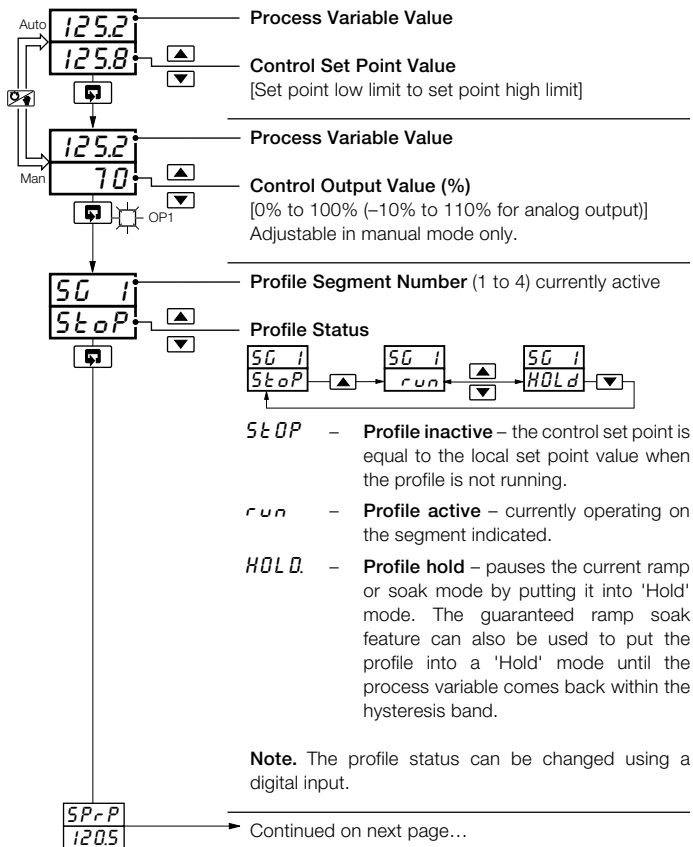 Auto
125.2
Process Variable Value
125.8
Control Set Point Value
[Set point low limit to set point high limit]
125.2
Process Variable Value
Man
70
Control Output Value (%)
OP1
[0% to 100% (–10% to 110% for analog output)]
Adjustable in manual mode only.
SG 1
Profile Segment Number (1 to 4) currently active
StoP
Profile Status
SG 1
StoP
SG 1
run
SG 1
HOLd
StOP – Profile inactive – the control set point is
equal to the local set point value when
the profile is not running.
run – Profile active – currently operating on
the segment indicated.
HOLD. – Profile hold – pauses the current ramp
or soak mode by putting it into 'Hold'
mode. The guaranteed ramp soak
feature can also be used to put the
profile into a 'Hold' mode until the
process variable comes back within the
hysteresis band.
Note. The profile status can be changed using a
digital input.
SPrP
120.5
Continued on next page…